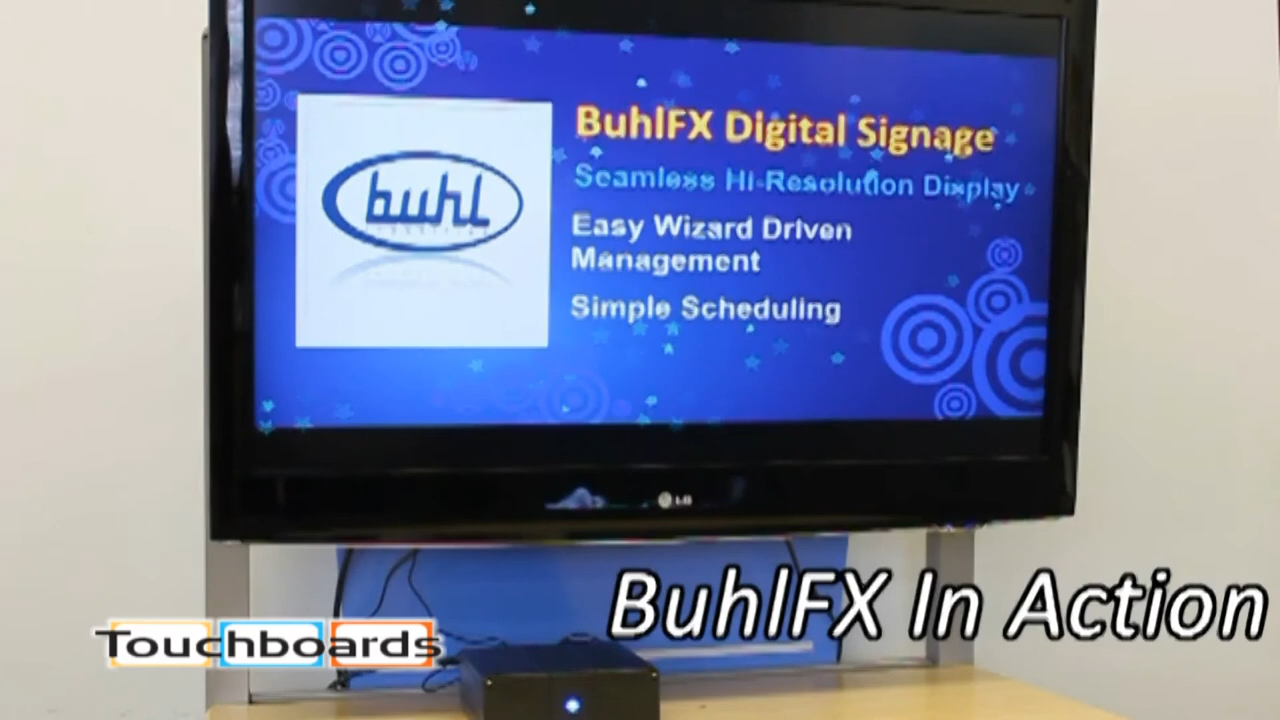 BuhlFX Digital Signage
buhl
Seamless Hi-Resolution Display
Easy Wizard Driven
Management
Simple Scheduling
LG
BuhlFX In Action
Touchboards